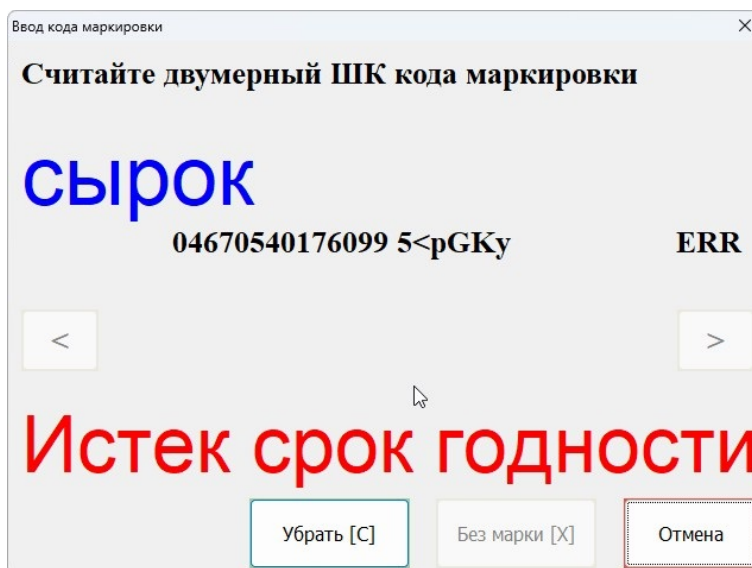 Ввод кода маркировки
Считайте двумерный ШК кода маркировки
сырок
04670540176099 5<pGKy ERR
< >
Истек срок годности
Убрать [C] Без марки [X] Отмена